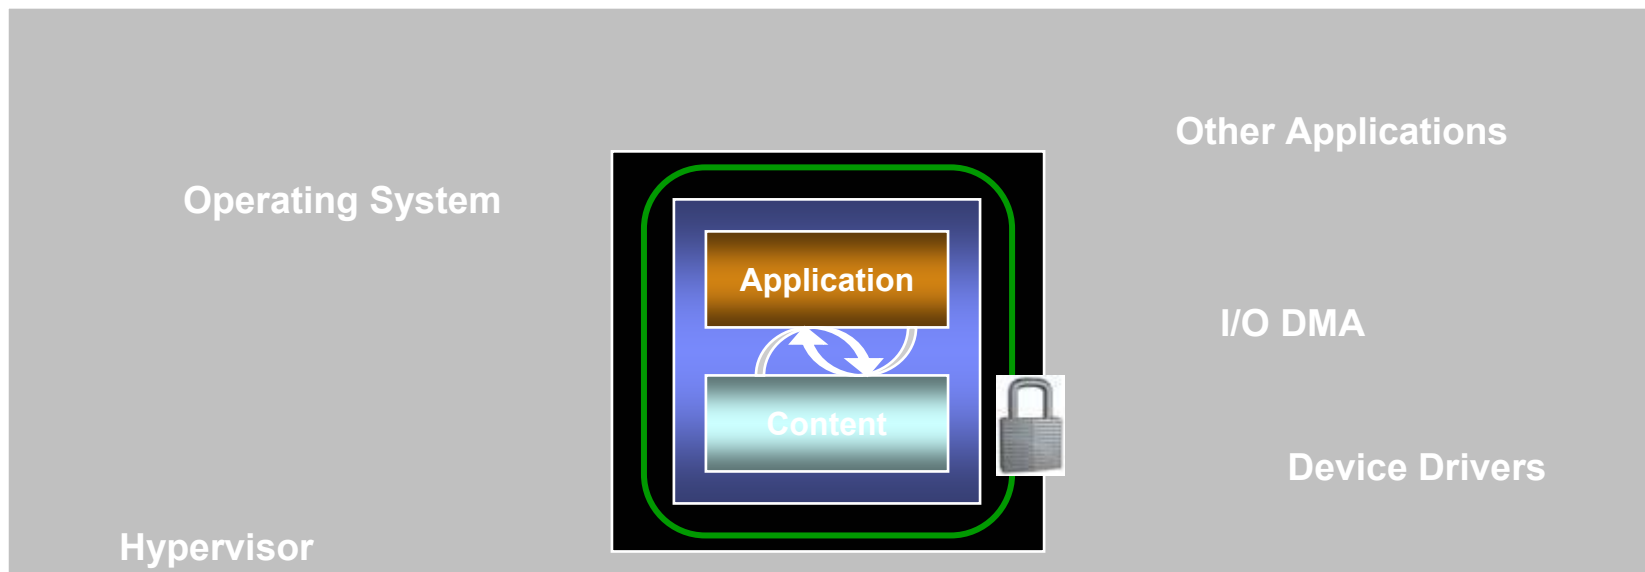 Other Applications
Operating System
Application
I/O DMA
Content
Device Drivers
Hypervisor